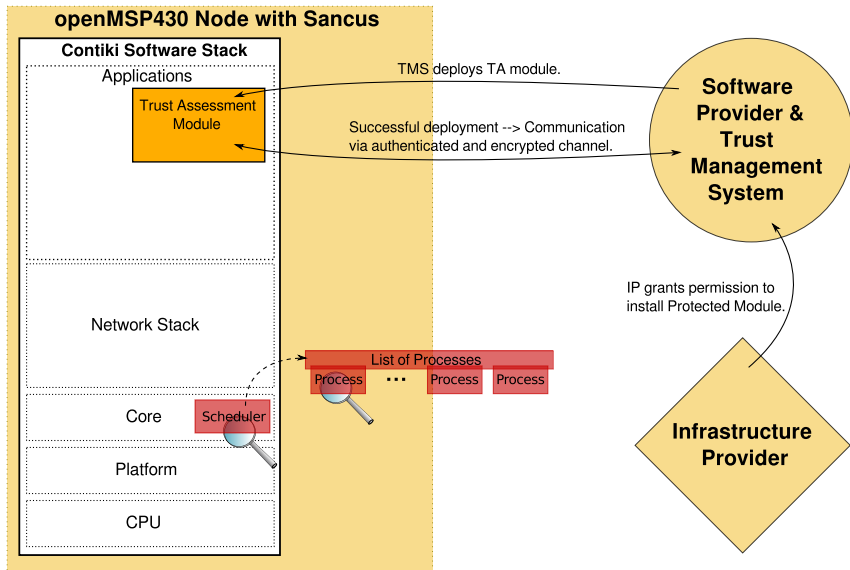 openMSP430 Node with Sancus
Contiki Software Stack
Applications
Trust Assessment
Module
TMS deploys TA module.
Successful deployment --> Communication
via authenticated and encrypted channel.
Software
Provider &
Trust
Management
System
IP grants permission to
install Protected Module.
Infrastructure
Provider
Network Stack
List of Processes
Process
...
Process
Process
Core
Scheduler
Platform
CPU